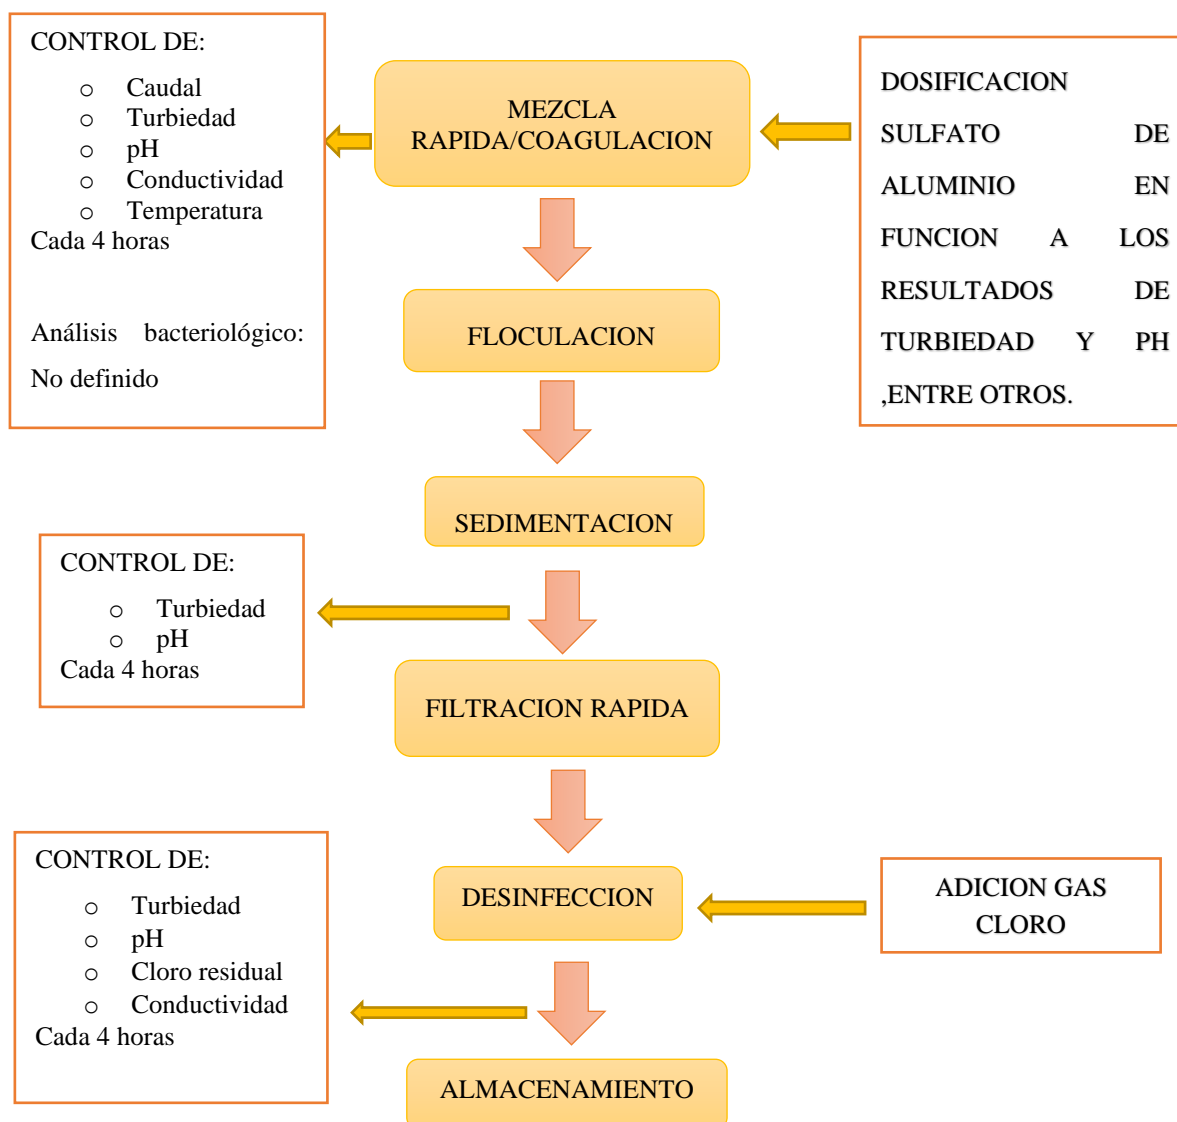 CONTROL DE:
o Caudal
o Turbiedad
o pH
o Conductividad
o Temperatura
Cada 4 horas
Análisis bacteriológico:
No definido
MEZCLA
RAPIDA/COAGULACION
DOSIFICACION
SULFATO DE
ALUMINIO EN
FUNCION A LOS
RESULTADOS DE
TURBIEDAD Y PH
,ENTRE OTROS.
FLOCULACION
SEDIMENTACION
CONTROL DE:
o Turbiedad
o pH
Cada 4 horas
FILTRACION RAPIDA
CONTROL DE:
o Turbiedad
o pH
o Cloro residual
o Conductividad
Cada 4 horas
DESINFECCION
ADICION GAS
CLORO
ALMACENAMIENTO